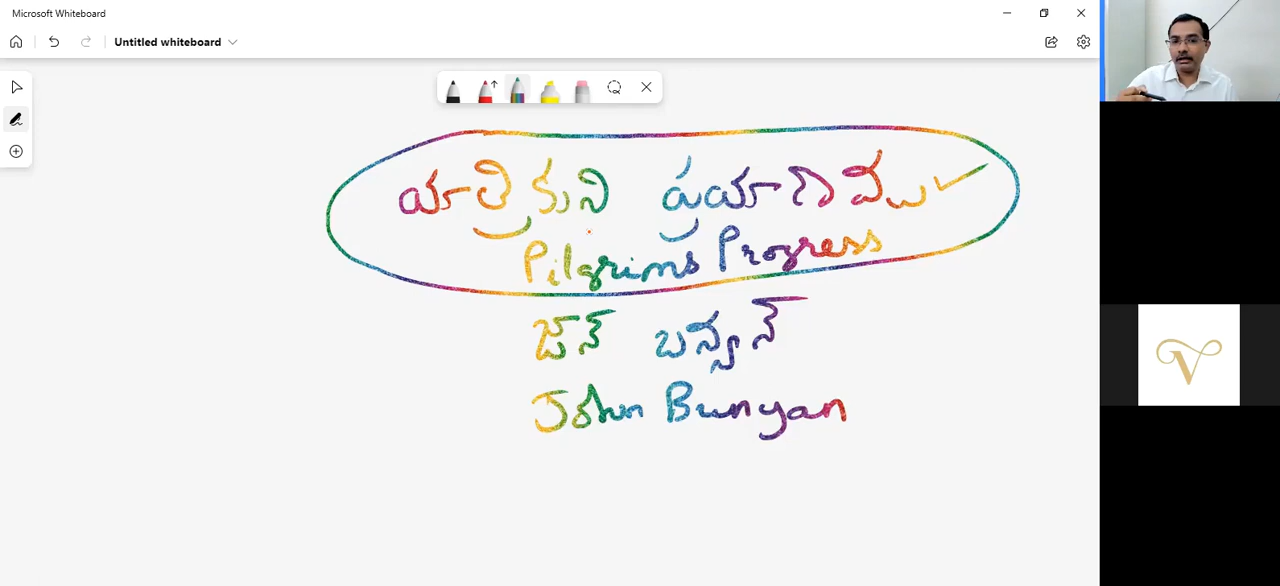 Microsoft Whiteboard
Untitled whiteboard
యాత్రికుని ప్రయాణము
Pilgrims Progress
జాన్ బన్యన్
John Bunyan
V